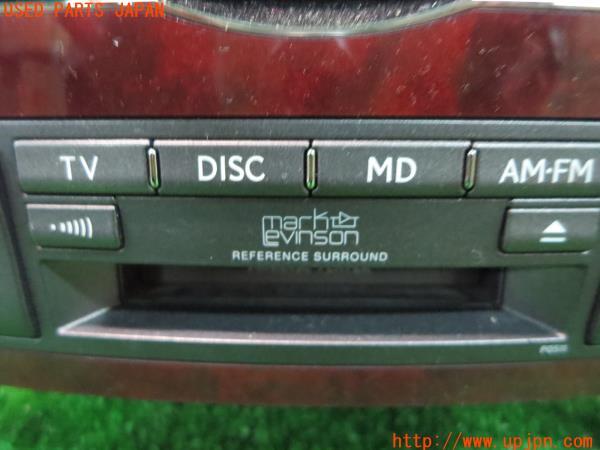 USED PARTS JAPAN
TV DISC MD AM·FM
mark Levinson
REFERENCE SURROUND
http://www.upjpn.com